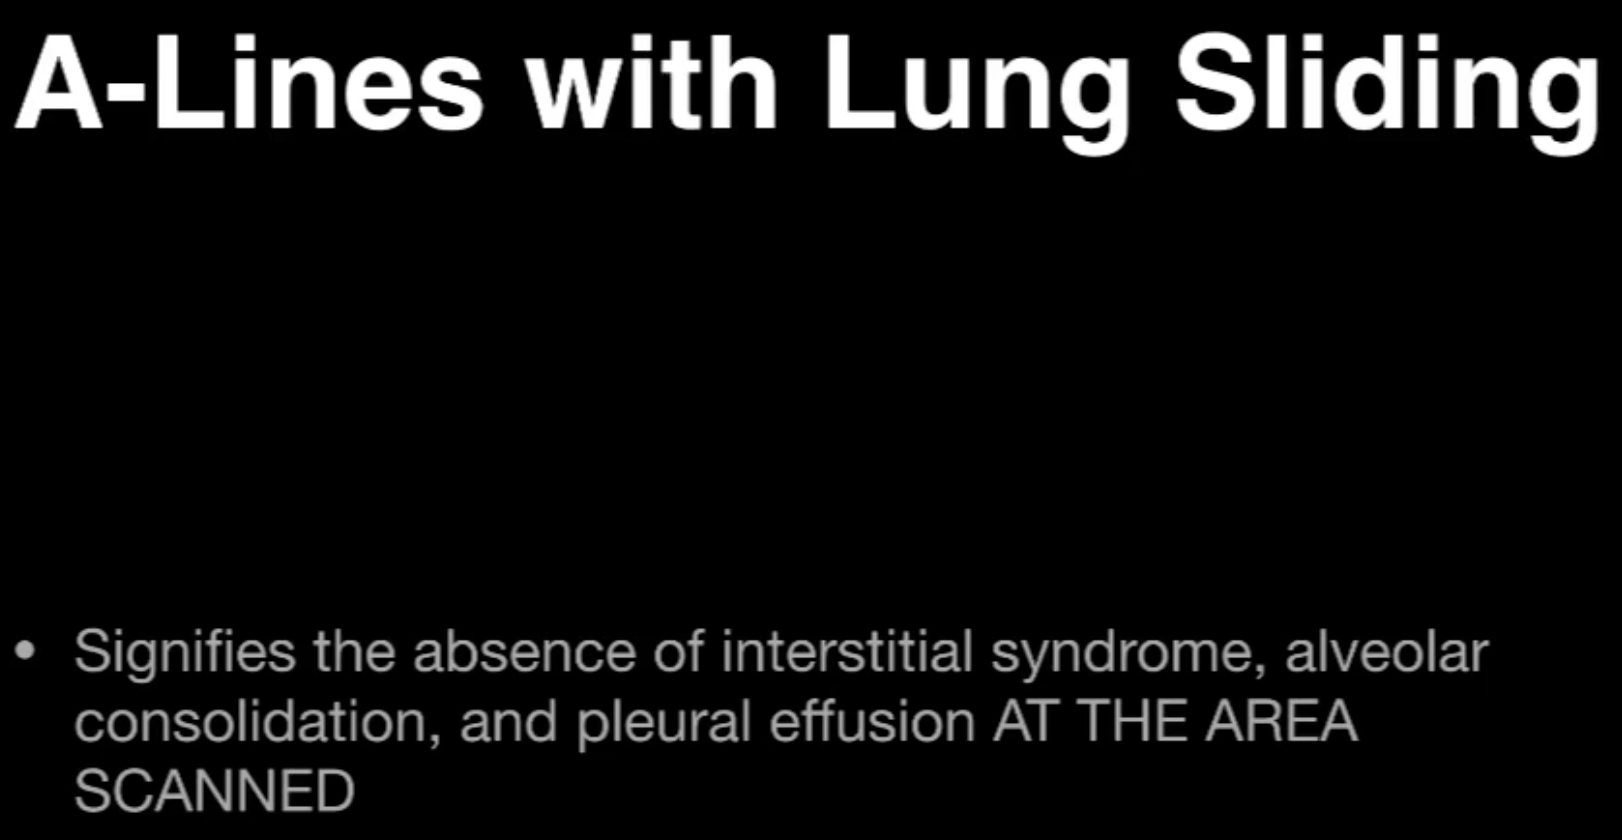 A-Lines with Lung Sliding
• Signifies the absence of interstitial syndrome, alveolar
consolidation, and pleural effusion AT THE AREA
SCANNED